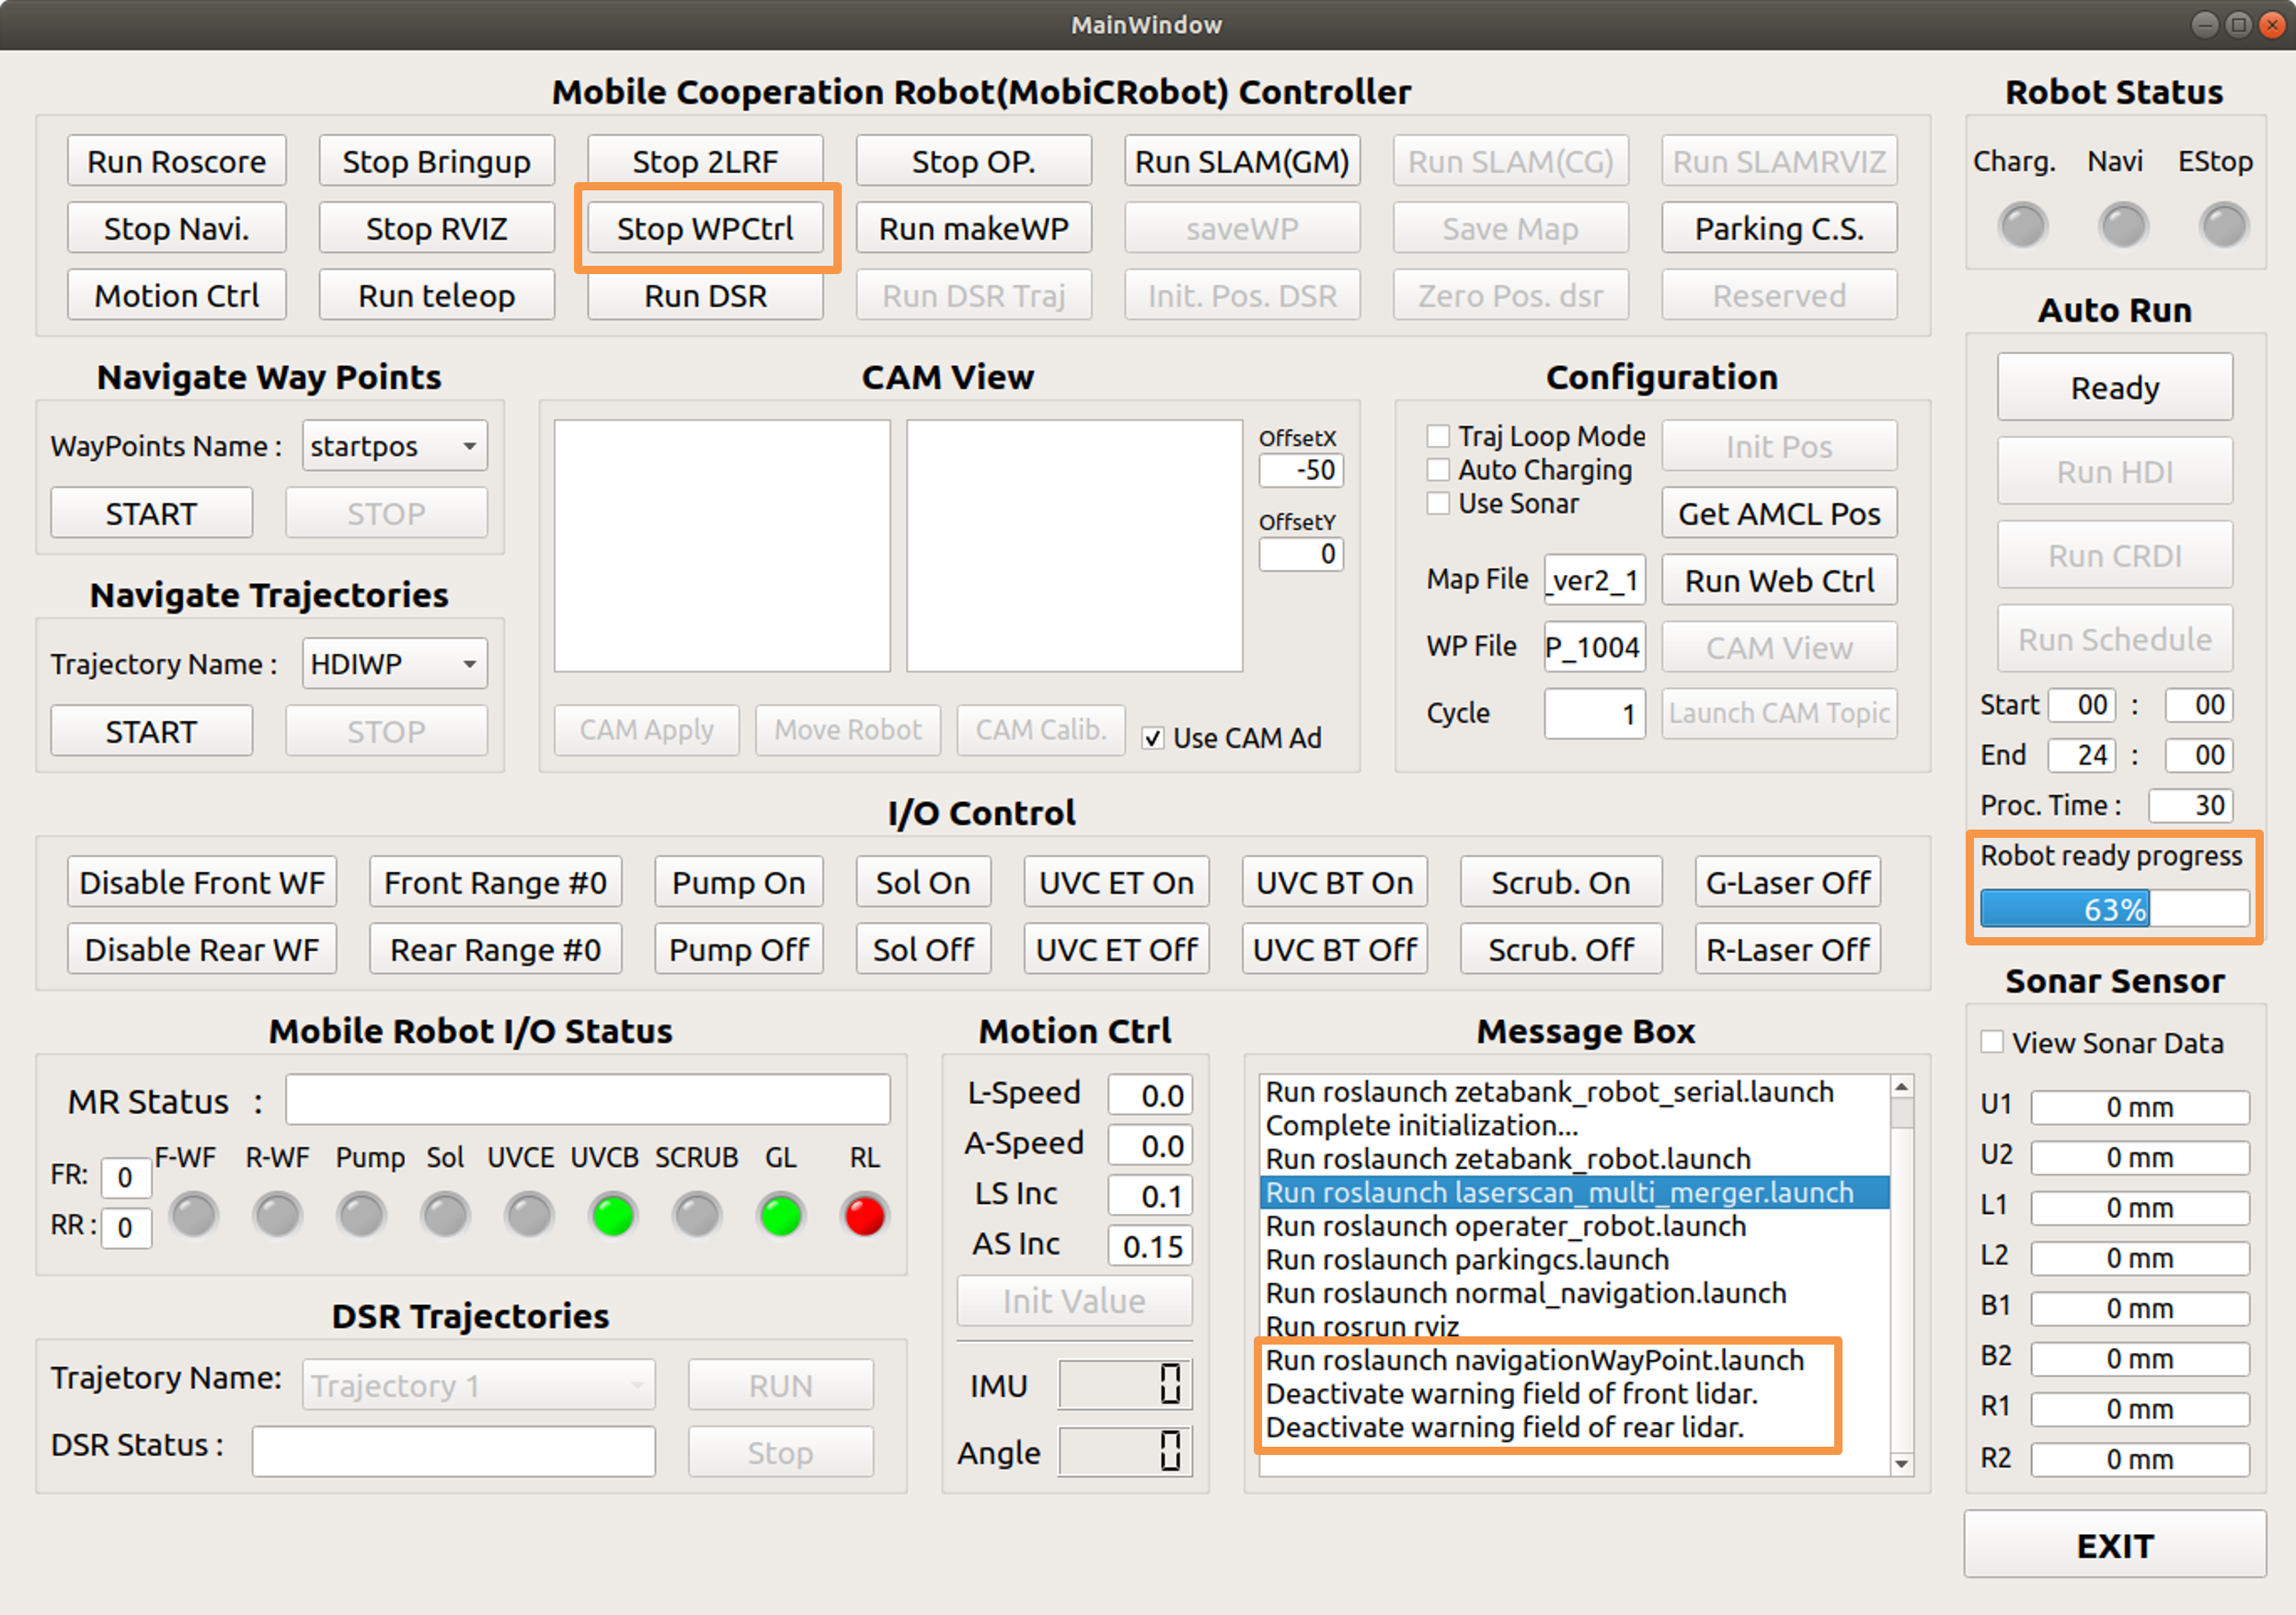 MainWindow
Mobile Cooperation Robot(MobiCRobot) Controller
Run Roscore Stop Bringup Stop 2LRF Stop OP. Run SLAM(GM) Run SLAM(CG) Run SLAMRVIZ
Stop Navi. Stop RVIZ Stop WPCtrl Run makeWP saveWP Save Map Parking C.S.
Motion Ctrl Run teleop Run DSR Run DSR Traj Init. Pos. DSR Zero Pos. dsr Reserved
Robot Status
Charg. Navi EStop
Navigate Way Points
WayPoints Name : startpos
START STOP
Navigate Trajectories
Trajectory Name : HDIWP
START STOP
CAM View
OffsetX
-50
OffsetY
0
CAM Apply Move Robot CAM Calib. Use CAM Ad
Configuration
Traj Loop Mode
Auto Charging
Use Sonar
Init Pos
Get AMCL Pos
Map File _ver2_1 Run Web Ctrl
WP File P_1004 CAM View
Cycle 1 Launch CAM Topic
Auto Run
Ready
Run HDI
Run CRDI
Run Schedule
Start 00 : 00
End 24 : 00
Proc. Time : 30
Robot ready progress
63%
I/O Control
Disable Front WF Front Range #0 Pump On Sol On UVC ET On UVC BT On Scrub. On G-Laser Off
Disable Rear WF Rear Range #0 Pump Off Sol Off UVC ET Off UVC BT Off Scrub. Off R-Laser Off
Mobile Robot I/O Status
MR Status :
F-WF R-WF Pump Sol UVCE UVCB SCRUB GL RL
FR: 0
RR : 0
DSR Trajectories
Trajetory Name: Trajectory 1 RUN
DSR Status : Stop
Motion Ctrl
L-Speed 0.0
A-Speed 0.0
LS Inc 0.1
AS Inc 0.15
Init Value
IMU 0
Angle 0
Message Box
Run roslaunch zetabank_robot_serial.launch
Complete initialization...
Run roslaunch zetabank_robot.launch
Run roslaunch laserscan_multi_merger.launch
Run roslaunch operater_robot.launch
Run roslaunch parkingcs.launch
Run roslaunch normal_navigation.launch
Run rosrun rviz
Run roslaunch navigationWayPoint.launch
Deactivate warning field of front lidar.
Deactivate warning field of rear lidar.
Sonar Sensor
View Sonar Data
U1 0 mm
U2 0 mm
L1 0 mm
L2 0 mm
B1 0 mm
B2 0 mm
R1 0 mm
R2 0 mm
EXIT